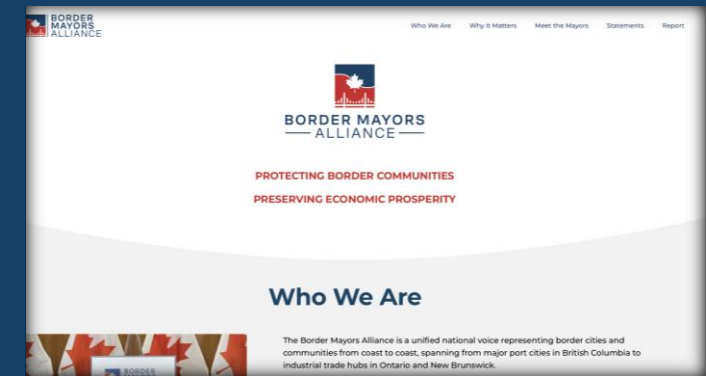 BORDER
MAYORS
ALLIANCE
Who We Are Why It Matters Meet the Mayors Statements Report
BORDER MAYORS
ALLIANCE
PROTECTING BORDER COMMUNITIES
PRESERVING ECONOMIC PROSPERITY
Who We Are
The Border Mayors Alliance is a unified national voice representing border cities and
communities from coast to coast, spanning from major port cities in British Columbia to
industrial trade hubs in Ontario and New Brunswick.
BORDER